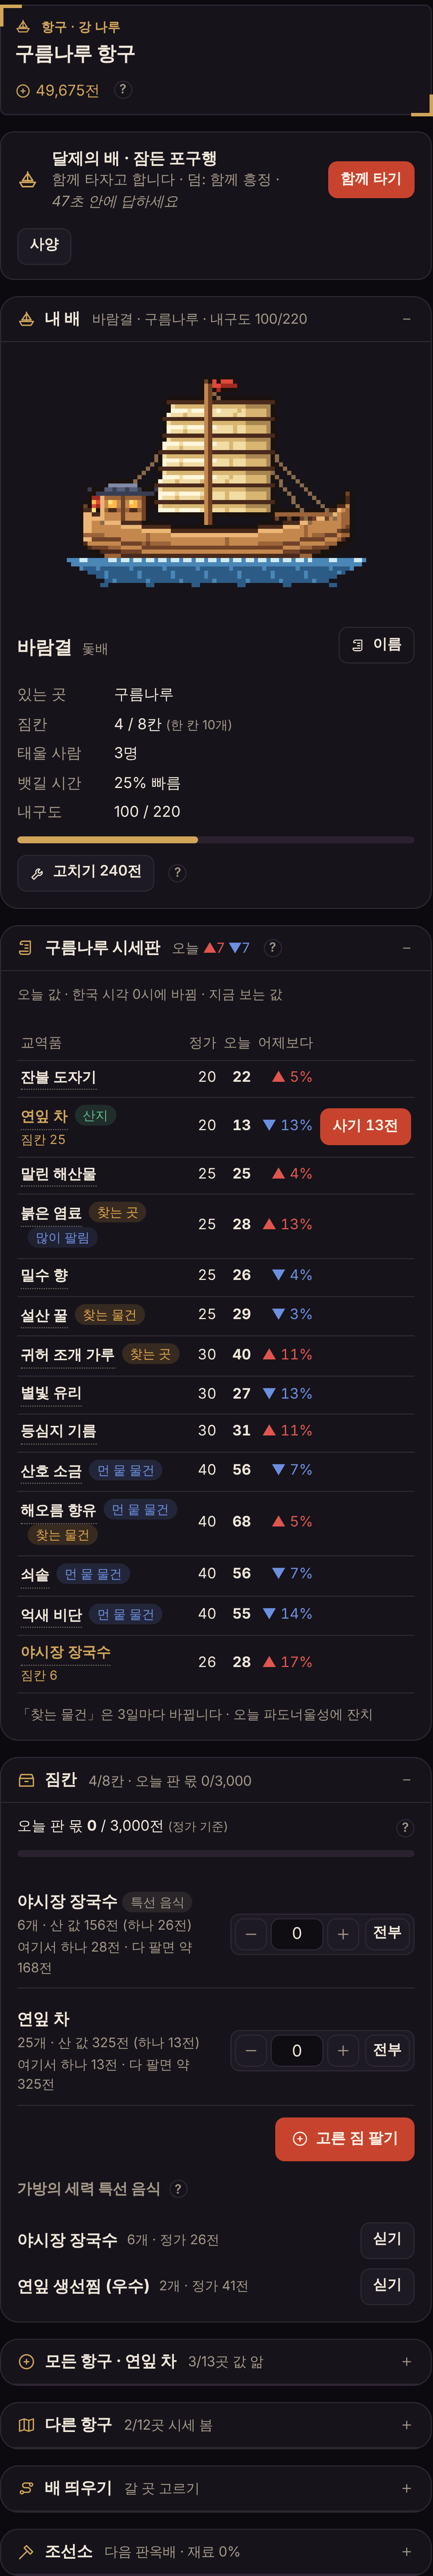 항구 · 강 나루
구름나루 항구
49,675전 ?
달제의 배 · 잠든 포구행
함께 타자고 합니다 · 덤: 함께 흥정 ·
47초 안에 답하세요
함께 타기
사양
내 배 바람결 · 구름나루 · 내구도 100/220 −
바람결 돛배
이름
있는 곳 구름나루
짐칸 4 / 8칸 (한 칸 10개)
태울 사람 3명
뱃길 시간 25% 빠름
내구도 100 / 220
고치기 240전 ?
구름나루 시세판 오늘 ▲7 ▼7 ? −
오늘 값 · 한국 시각 0시에 바뀜 · 지금 보는 값
교역품 정가 오늘 어제보다
잔불 도자기 20 22 ▲ 5%
연잎 차 산지 20 13 ▼ 13% 사기 13전
짐칸 25
말린 해산물 25 25 ▲ 4%
붉은 염료 찾는 곳 25 28 ▲ 13%
많이 팔림
밀수 향 25 26 ▼ 4%
설산 꿀 찾는 물건 25 29 ▼ 3%
귀허 조개 가루 찾는 곳 30 40 ▲ 11%
별빛 유리 30 27 ▼ 13%
등심지 기름 30 31 ▲ 11%
산호 소금 먼 뭍 물건 40 56 ▼ 7%
해오름 향유 먼 뭍 물건 40 68 ▲ 5%
찾는 물건
쇠솥 먼 뭍 물건 40 56 ▼ 7%
억새 비단 먼 뭍 물건 40 55 ▼ 14%
야시장 장국수 26 28 ▲ 17%
짐칸 6
「찾는 물건」은 3일마다 바뀝니다 · 오늘 파도너울성에 잔치
짐칸 4/8칸 · 오늘 판 몫 0/3,000 −
오늘 판 몫 0 / 3,000전 (정가 기준) ?
야시장 장국수 특선 음식
6개 · 산 값 156전 (하나 26전)
여기서 하나 28전 · 다 팔면 약
168전
− 0 + 전부
연잎 차
25개 · 산 값 325전 (하나 13전)
여기서 하나 13전 · 다 팔면 약
325전
− 0 + 전부
고른 짐 팔기
가방의 세력 특선 음식 ?
야시장 장국수 6개 · 정가 26전 싣기
연잎 생선찜 (우수) 2개 · 정가 41전 싣기
모든 항구 · 연잎 차 3/13곳 값 앎 +
다른 항구 2/12곳 시세 봄 +
배 띄우기 갈 곳 고르기 +
조선소 다음 판옥배 · 재료 0% +